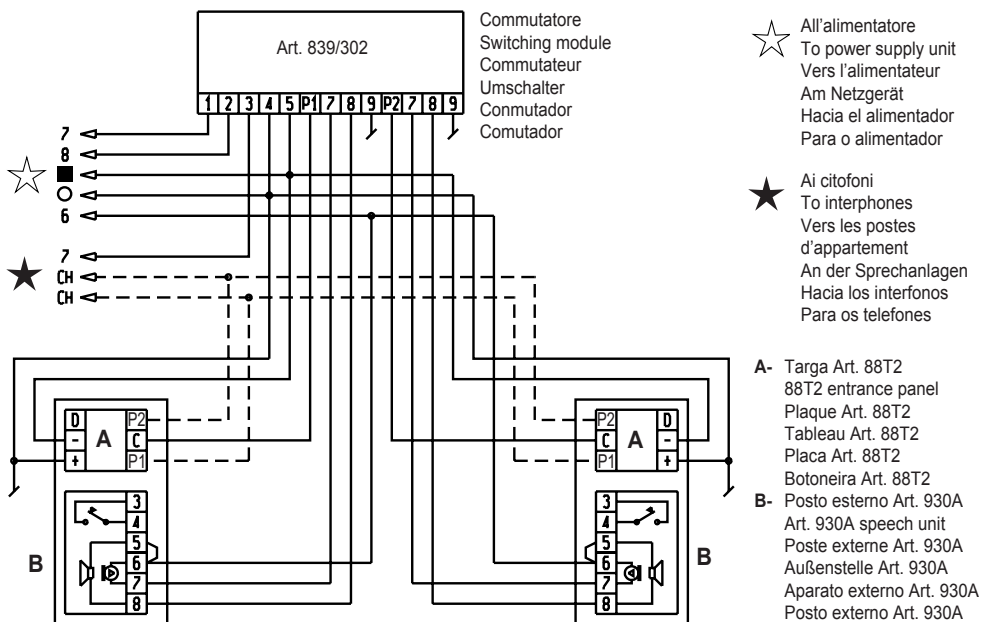 Art. 839/302
1 2 3 4 5 P1 7 8 9 P2 7 8 9
Commutatore
Switching module
Commutateur
Umschalter
Conmutador
Comutador
All'alimentatore
To power supply unit
Vers l'alimentateur
Am Netzgerät
Hacia el alimentador
Para o alimentador
Ai citofoni
To interphones
Vers les postes
d'appartement
An der Sprechanlagen
Hacia los interfonos
Para os telefones
7
8
6
7
CH
CH
D P2
- A C
+ P1
3
4
5
6
7
8
B
P2 D
C A -
P1 +
3
4
5
6
7
8
B
A- Targa Art. 88T2
88T2 entrance panel
Plaque Art. 88T2
Tableau Art. 88T2
Placa Art. 88T2
Botoneira Art. 88T2
B- Posto esterno Art. 930A
Art. 930A speech unit
Poste externe Art. 930A
Außenstelle Art. 930A
Aparato externo Art. 930A
Posto externo Art. 930A